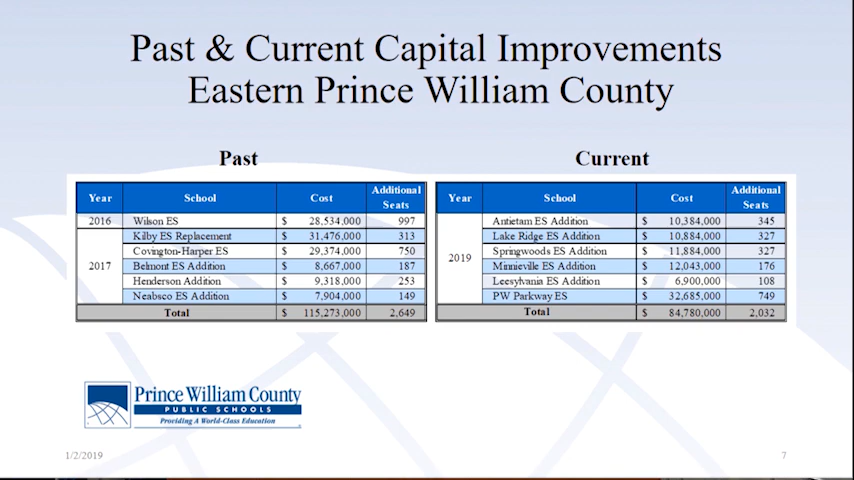 Past & Current Capital Improvements
Eastern Prince William County
Past
Year School Cost Additional Seats
2016 Wilson ES $ 28,534,000 997
2017 Kilby ES Replacement $ 31,476,000 313
Covington-Harper ES $ 29,374,000 750
Belmont ES Addition $ 8,667,000 187
Henderson Addition $ 9,318,000 253
Neabsco ES Addition $ 7,904,000 149
Total $ 115,273,000 2,649
Current
Year School Cost Additional Seats
2019 Antietam ES Addition $ 10,384,000 345
Lake Ridge ES Addition $ 10,884,000 327
Springwoods ES Addition $ 11,884,000 327
Minnieville ES Addition $ 12,043,000 176
Leesylvania ES Addition $ 6,900,000 108
PW Parkway ES $ 32,685,000 749
Total $ 84,780,000 2,032
Prince William County
PUBLIC SCHOOLS
Providing A World-Class Education
1/2/2019
7